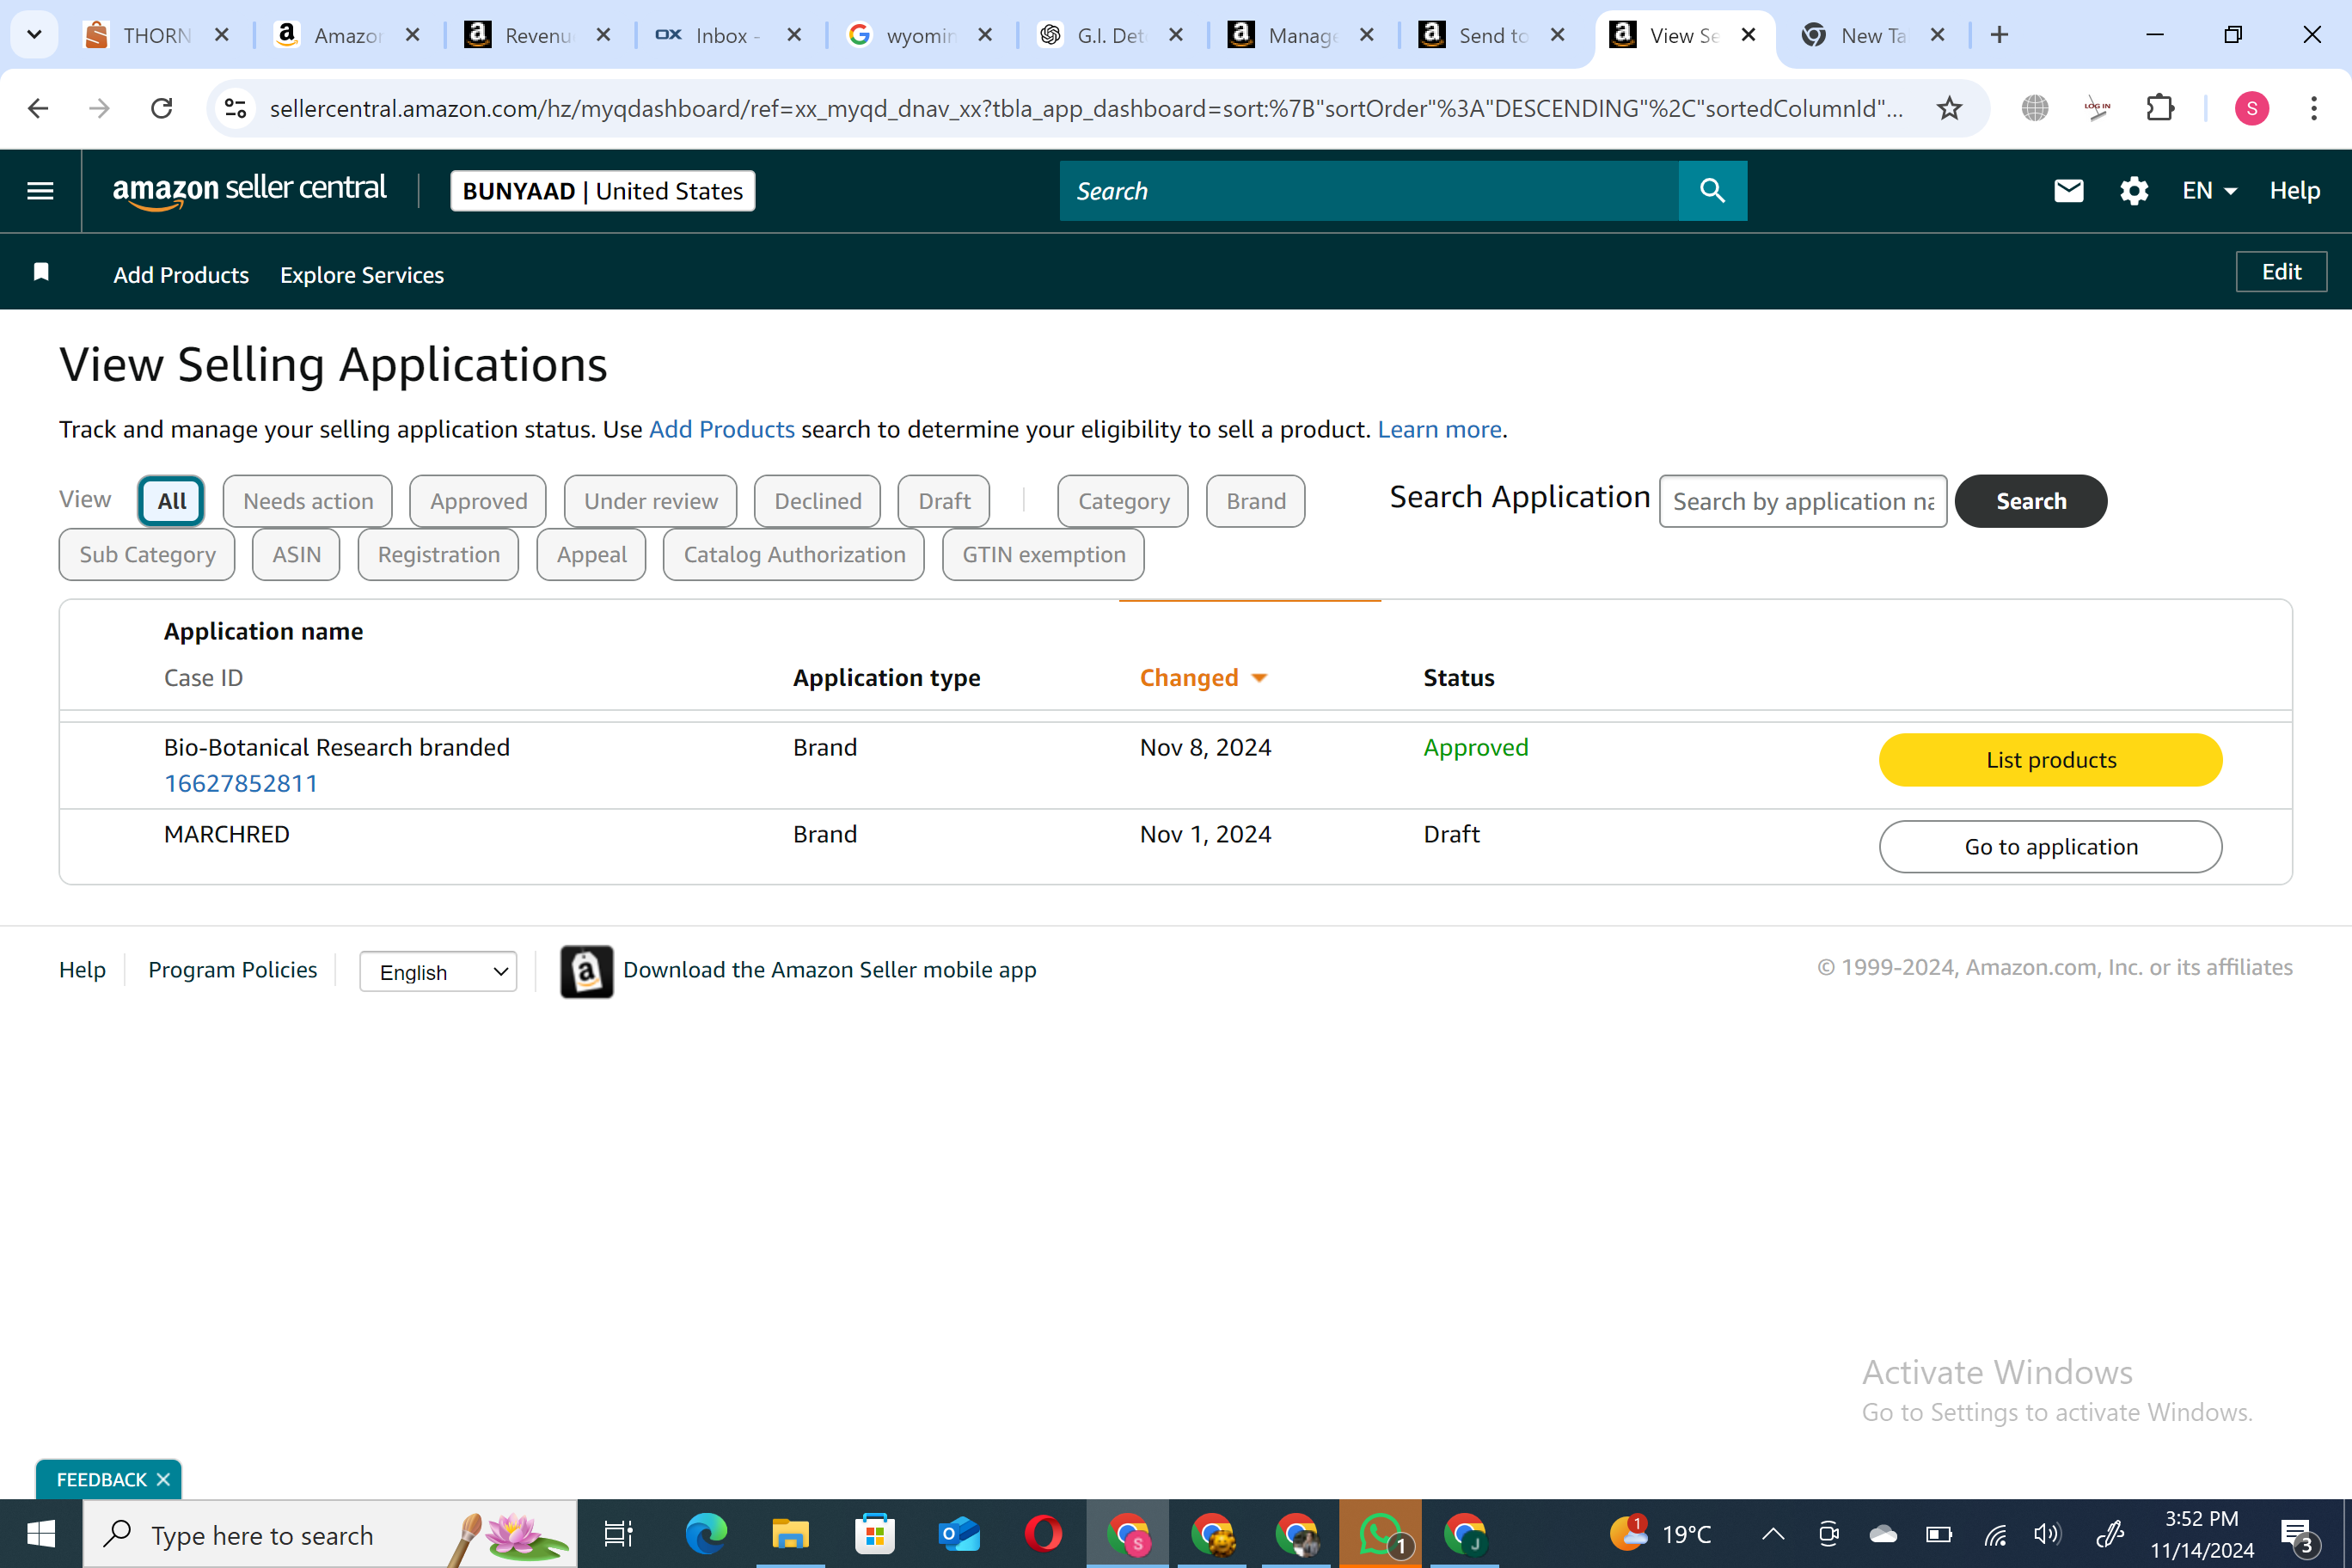 THORN
Amazon
Revenu
OX Inbox -
wyomin
G.I. Det
Manage
Send to
View Se
New Ta
sellercentral.amazon.com/hz/myqdashboard/ref=xx_myqd_dnav_xx?tbla_app_dashboard=sort:%7B"sortOrder"%3A"DESCENDING"%2C"sortedColumnId"...
LOG IN
S
amazon seller central
BUNYAAD | United States
Search
EN
Help
Add Products
Explore Services
Edit
View Selling Applications
Track and manage your selling application status. Use Add Products search to determine your eligibility to sell a product. Learn more.
View
All
Needs action
Approved
Under review
Declined
Draft
Category
Brand
Search Application
Search by application na
Search
Sub Category
ASIN
Registration
Appeal
Catalog Authorization
GTIN exemption
Application name
Case ID
Application type
Changed
Status
Bio-Botanical Research branded
16627852811
Brand
Nov 8, 2024
Approved
List products
MARCHRED
Brand
Nov 1, 2024
Draft
Go to application
Help
Program Policies
English
Download the Amazon Seller mobile app
© 1999-2024, Amazon.com, Inc. or its affiliates
Activate Windows
Go to Settings to activate Windows.
FEEDBACK
Type here to search
S
1
J
1
19°C
3:52 PM
11/14/2024
3